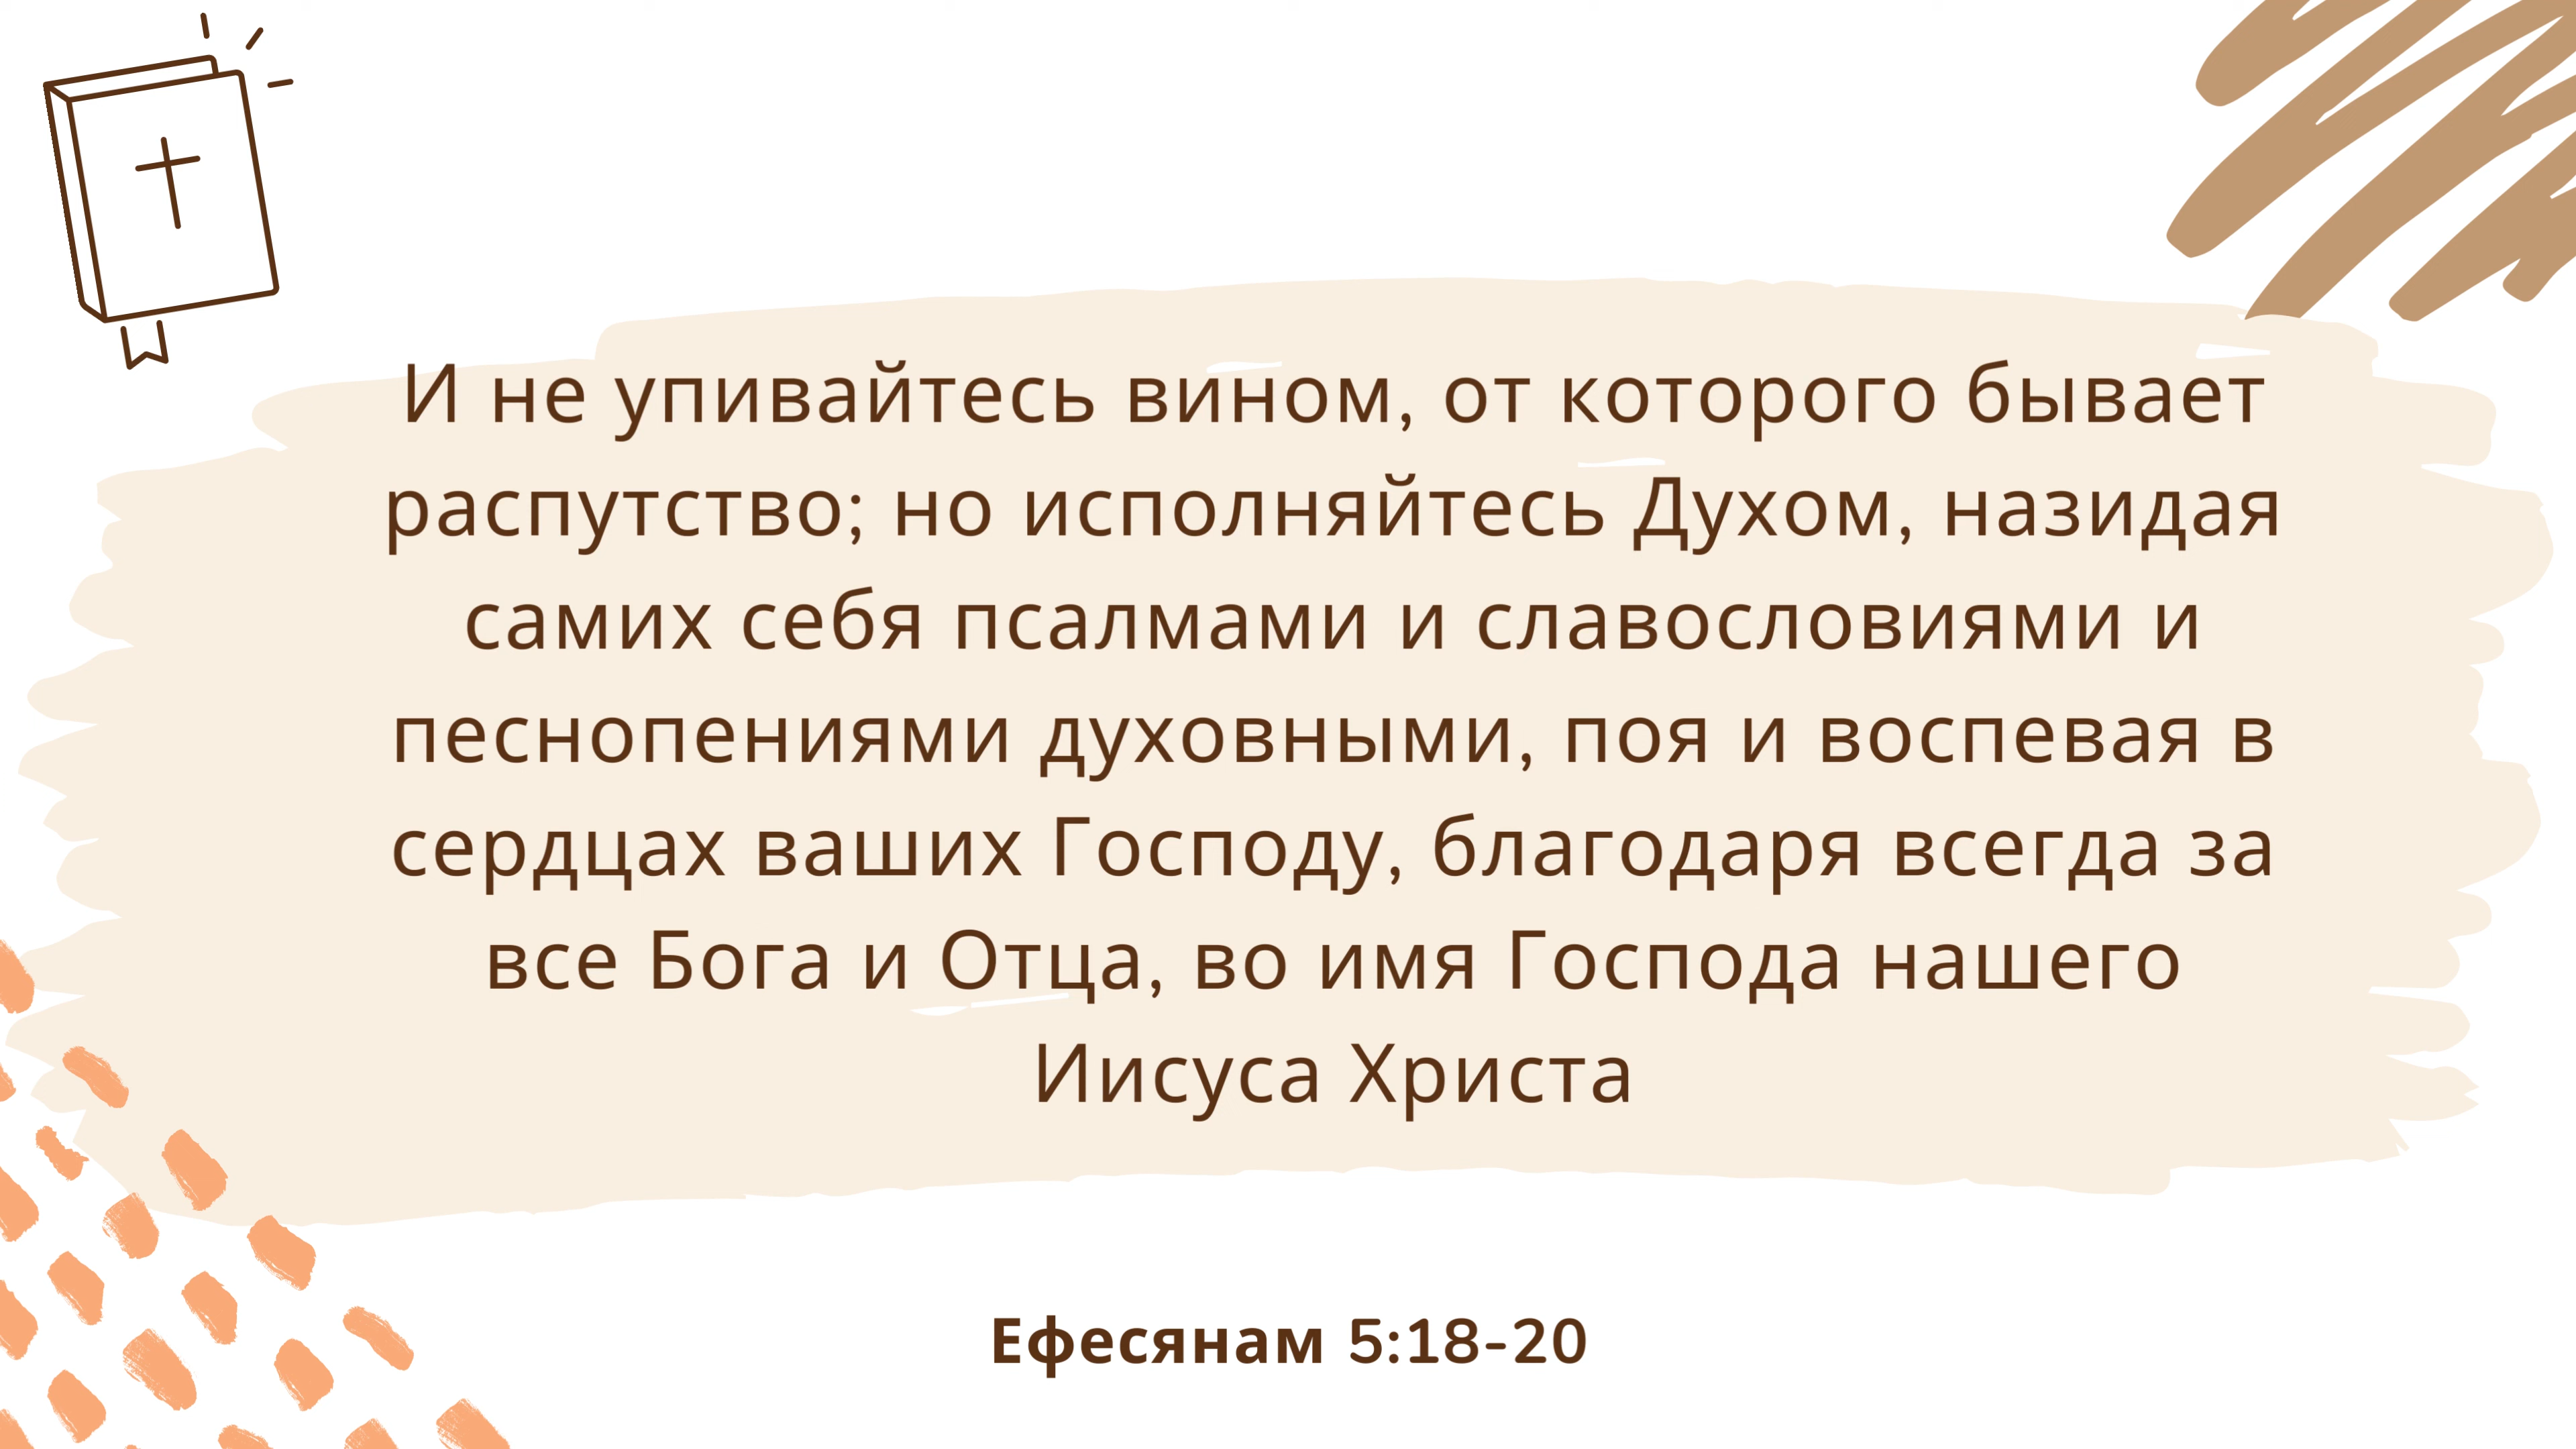 И не упивайтесь вином, от которого бывает
распутство; но исполняйтесь Духом, назидая
самих себя псалмами и славословиями и
песнопениями духовными, поя и воспевая в
сердцах ваших Господу, благодаря всегда за
все Бога и Отца, во имя Господа нашего
Иисуса Христа
Ефесянам 5:18-20